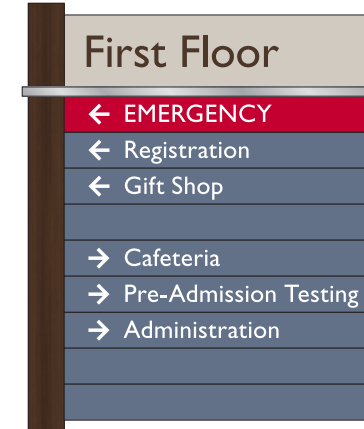 First Floor
← EMERGENCY
← Registration
← Gift Shop
→ Cafeteria
→ Pre-Admission Testing
→ Administration